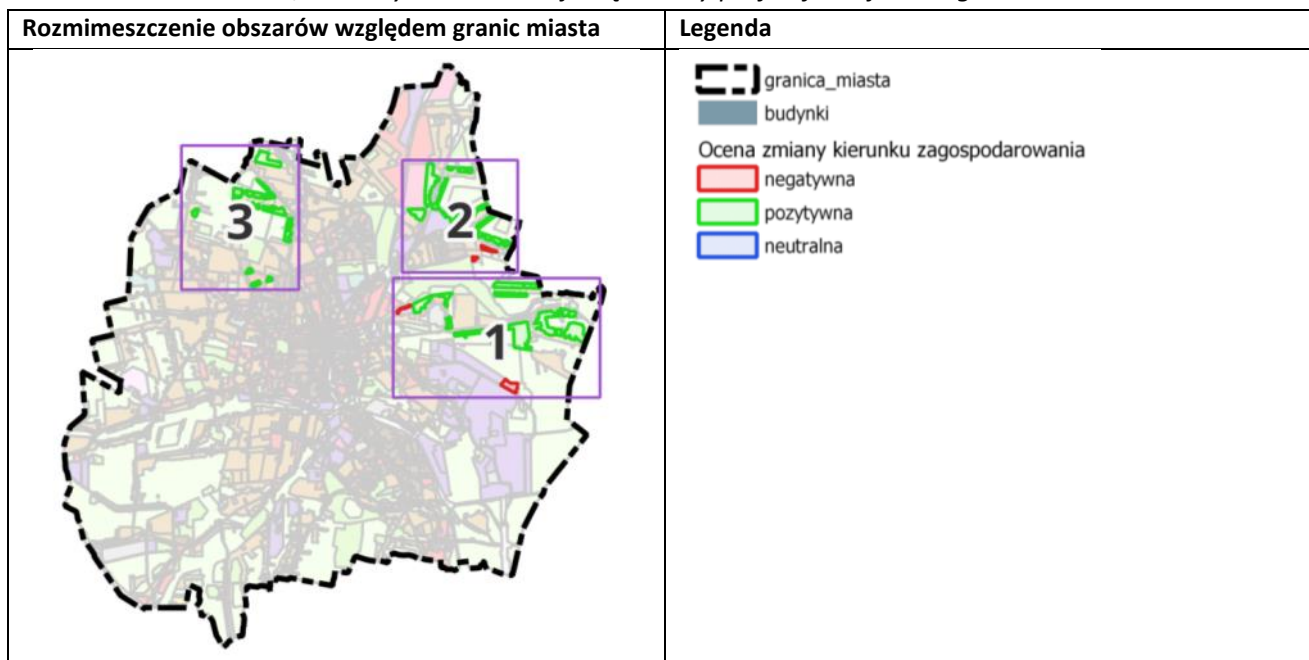 Rozmimeszczenie obszarów względem granic miasta
Legenda
granica_miasta
budynki
Ocena zmiany kierunku zagospodarowania
negatywna
pozytywna
neutralna
3
2
1